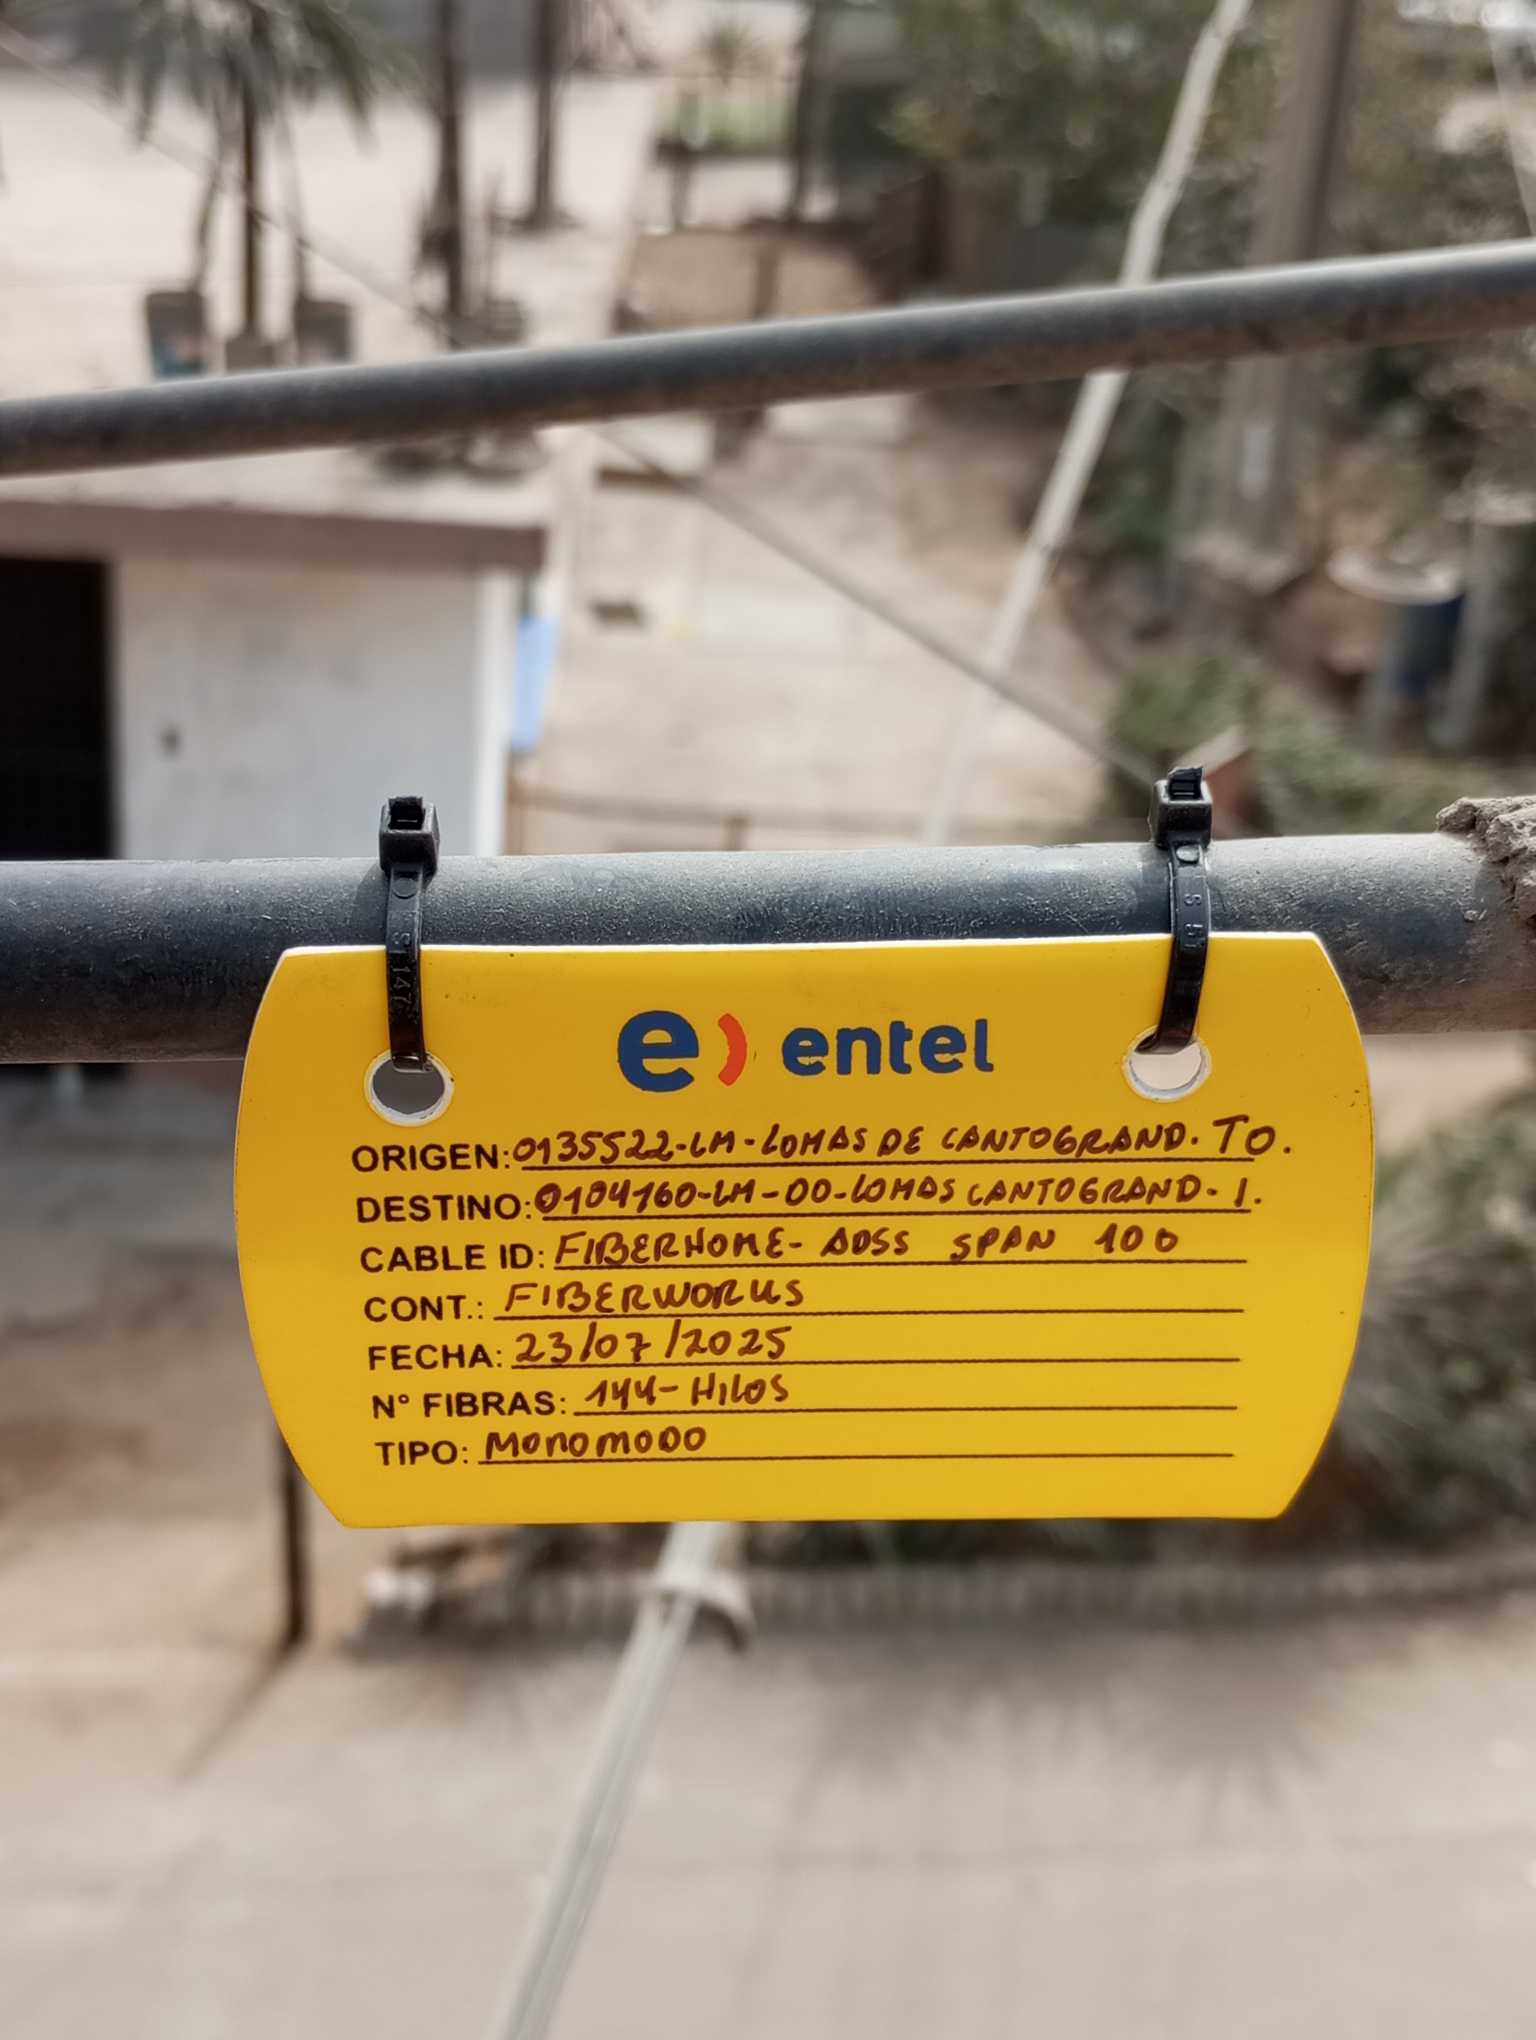 e) entel
ORIGEN: 0135522-LM-LOMAS DE CANTOGRAND. TO.
DESTINO: 0104160-LM-00-LOMAS CANTOGRAND. 1.
CABLE ID: FIBERHOME- ADSS SPAN 100
CONT.: FIBERWORKS
FECHA: 23/07/2025
N° FIBRAS: 144-HILOS
TIPO: MONOMODO